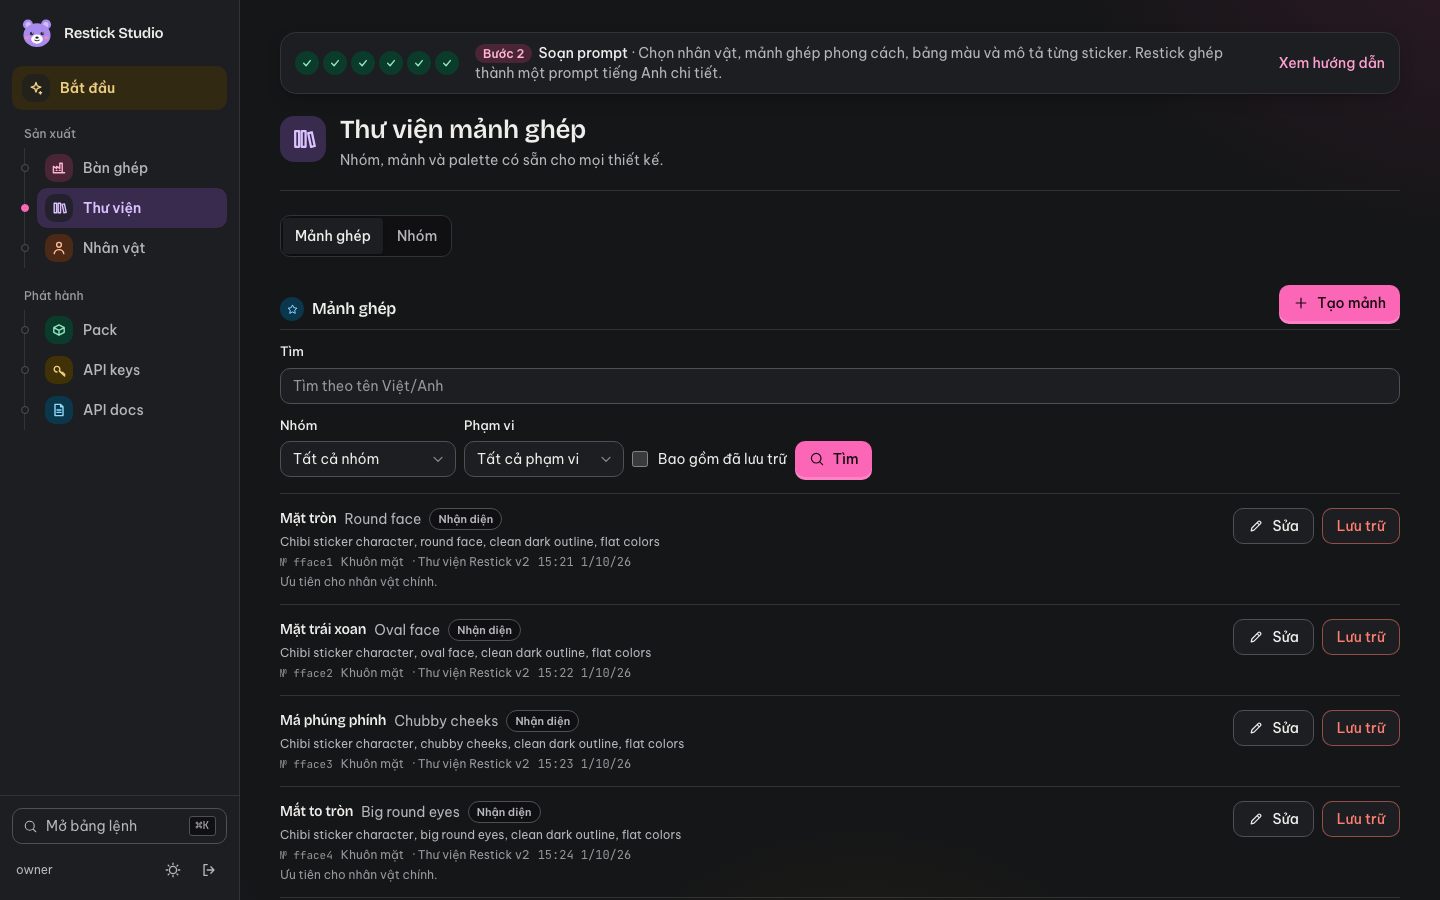 Restick Studio
Bắt đầu
Sản xuất
Bàn ghép
Thư viện
Nhân vật
Phát hành
Pack
API keys
API docs
Mở bảng lệnh ⌘K
owner
Bước 2 Soạn prompt · Chọn nhân vật, mảnh ghép phong cách, bảng màu và mô tả từng sticker. Restick ghép
thành một prompt tiếng Anh chi tiết.
Xem hướng dẫn
Thư viện mảnh ghép
Nhóm, mảnh và palette có sẵn cho mọi thiết kế.
Mảnh ghép Nhóm
Mảnh ghép
Tạo mảnh
Tìm
Tìm theo tên Việt/Anh
Nhóm Phạm vi
Tất cả nhóm Tất cả phạm vi Bao gồm đã lưu trữ Tìm
Mặt tròn Round face Nhận diện Sửa Lưu trữ
Chibi sticker character, round face, clean dark outline, flat colors
№ fface1 Khuôn mặt · Thư viện Restick v2 15:21 1/10/26
Ưu tiên cho nhân vật chính.
Mặt trái xoan Oval face Nhận diện Sửa Lưu trữ
Chibi sticker character, oval face, clean dark outline, flat colors
№ fface2 Khuôn mặt · Thư viện Restick v2 15:22 1/10/26
Má phúng phính Chubby cheeks Nhận diện Sửa Lưu trữ
Chibi sticker character, chubby cheeks, clean dark outline, flat colors
№ fface3 Khuôn mặt · Thư viện Restick v2 15:23 1/10/26
Mắt to tròn Big round eyes Nhận diện Sửa Lưu trữ
Chibi sticker character, big round eyes, clean dark outline, flat colors
№ fface4 Khuôn mặt · Thư viện Restick v2 15:24 1/10/26
Ưu tiên cho nhân vật chính.